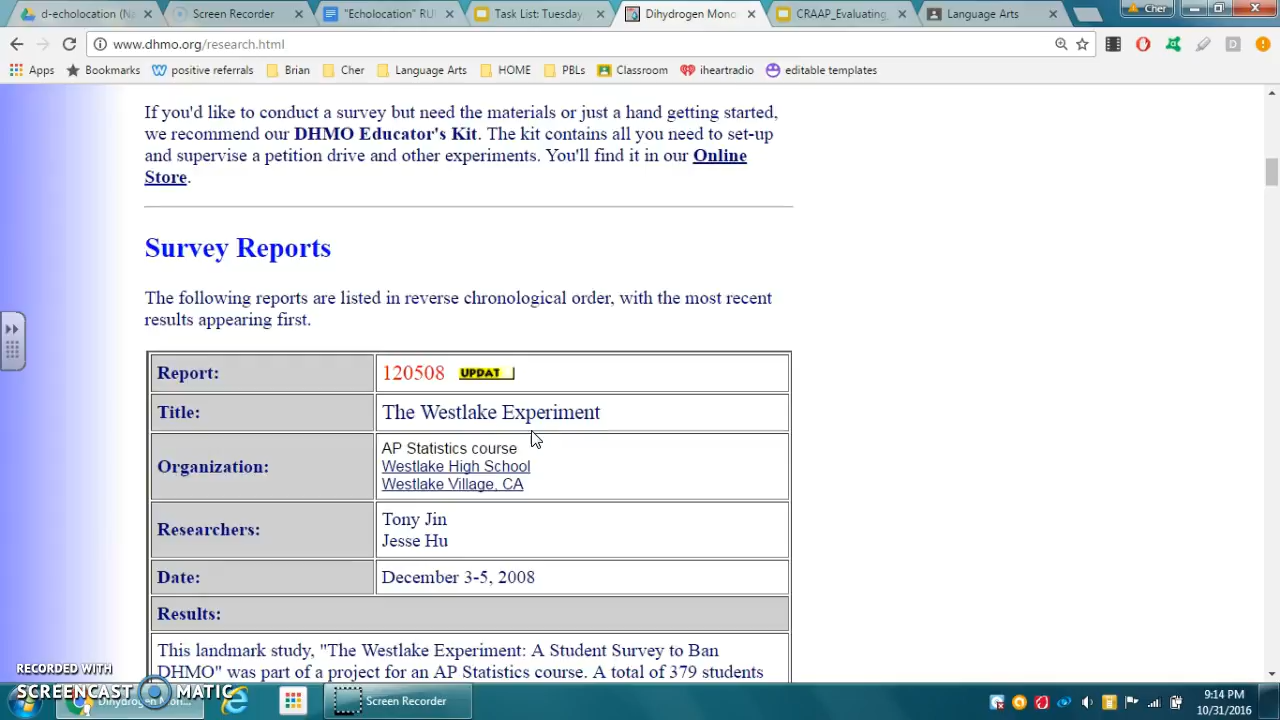 d-echolocation (No
Screen Recorder
"Echolocation" RU
Task List: Tuesday
Dihydrogen Mono
CRAAP_Evaluating
Language Arts
Cher
www.dhmo.org/research.html
Apps
Bookmarks
positive referrals
Brian
Cher
Language Arts
HOME
PBLs
Classroom
iheartradio
editable templates
If you'd like to conduct a survey but need the materials or just a hand getting started,
we recommend our DHMO Educator's Kit. The kit contains all you need to set-up
and supervise a petition drive and other experiments. You'll find it in our Online
Store.
Survey Reports
The following reports are listed in reverse chronological order, with the most recent
results appearing first.
Report: 120508 UPDAT
Title: The Westlake Experiment
Organization: AP Statistics course
Westlake High School
Westlake Village, CA
Researchers: Tony Jin
Jesse Hu
Date: December 3-5, 2008
Results:
This landmark study, "The Westlake Experiment: A Student Survey to Ban
DHMO" was part of a project for an AP Statistics course. A total of 379 students
RECORDED WITH
SCREENCAST MATIC
Dihydrogen Mon...
Screen Recorder
9:14 PM
10/31/2016